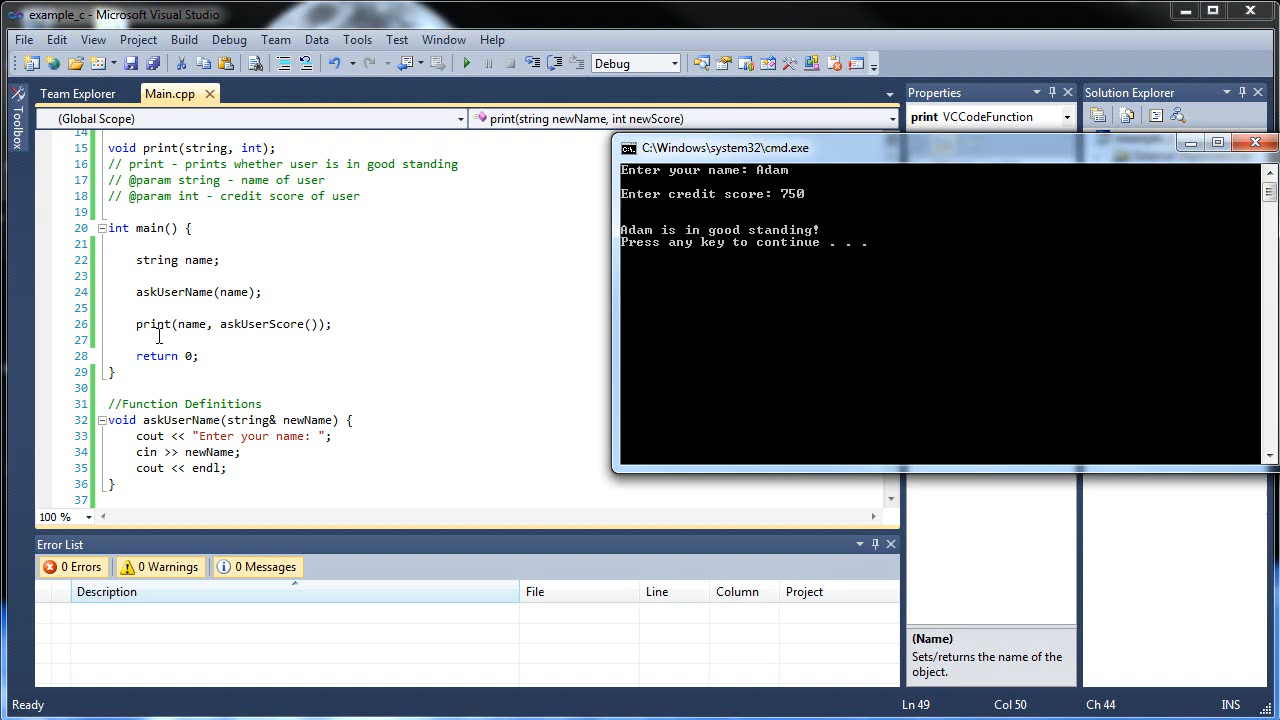 example_c - Microsoft Visual Studio
File Edit View Project Build Debug Team Data Tools Test Window Help
Debug
Team Explorer Main.cpp
(Global Scope) print(string newName, int newScore)
14
15 void print(string, int);
16 // print - prints whether user is in good standing
17 // @param string - name of user
18 // @param int - credit score of user
19
20 int main() {
21
22 string name;
23
24 askUserName(name);
25
26 print(name, askUserScore());
27
28 return 0;
29 }
30
31 //Function Definitions
32 void askUserName(string& newName) {
33 cout << "Enter your name: ";
34 cin >> newName;
35 cout << endl;
36 }
37
100 %
Toolbox
Properties
print VCCodeFunction
Solution Explorer
C:\Windows\system32\cmd.exe
Enter your name: Adam
Enter credit score: 750
Adam is in good standing!
Press any key to continue . . .
(Name)
Sets/returns the name of the
object.
Error List
0 Errors 0 Warnings 0 Messages
Description File Line Column Project
Ready Ln 49 Col 50 Ch 44 INS